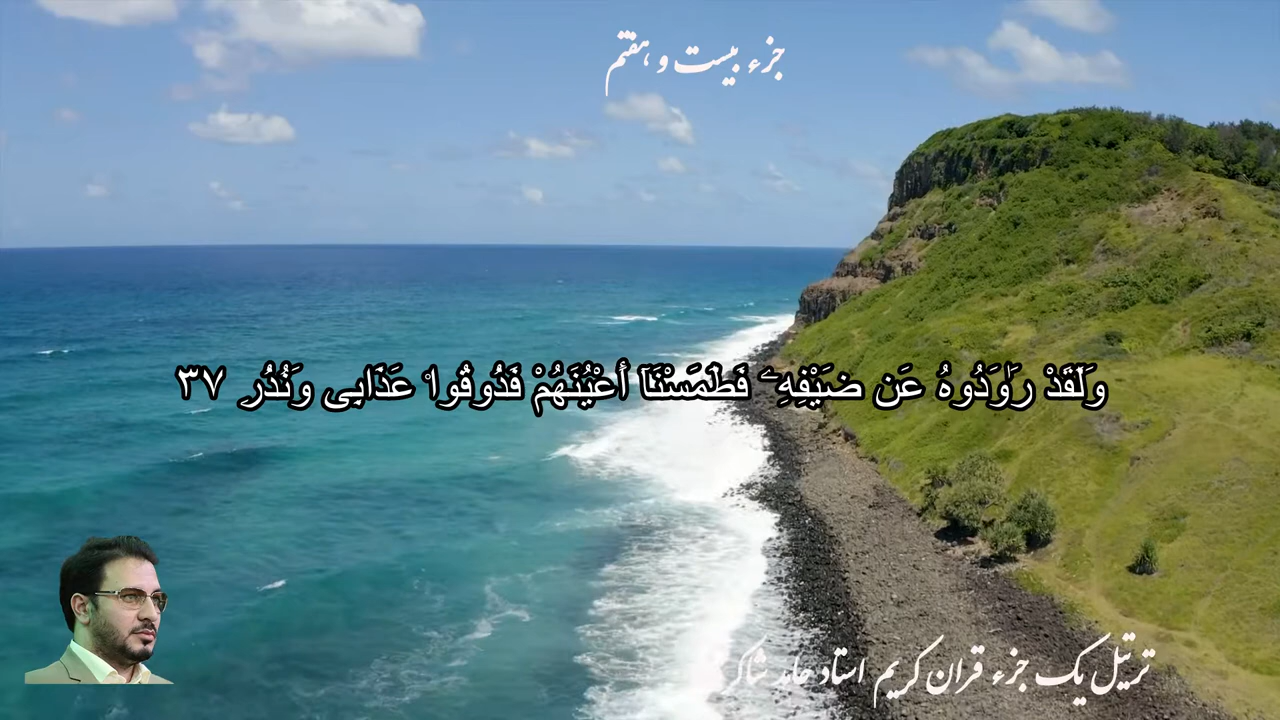 جزء بیست و هفتم
وَلَقَدْ رَٰوَدُوهُ عَن ضَيْفِهِۦ فَطَمَسْنَآ أَعْيُنَهُمْ فَذُوقُوا۟ عَذَابِى وَنُذُرِ ٣٧
ترتیل یک جزء قران کریم استاد حامد شاکر